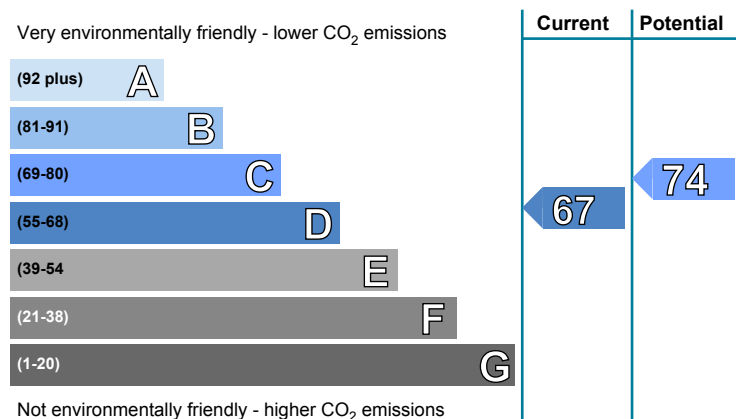 Very environmentally friendly - lower CO₂ emissions
Current
Potential
(92 plus) A
(81-91) B
(69-80) C
(55-68) D
(39-54 E
(21-38) F
(1-20) G
67
74
Not environmentally friendly - higher CO₂ emissions